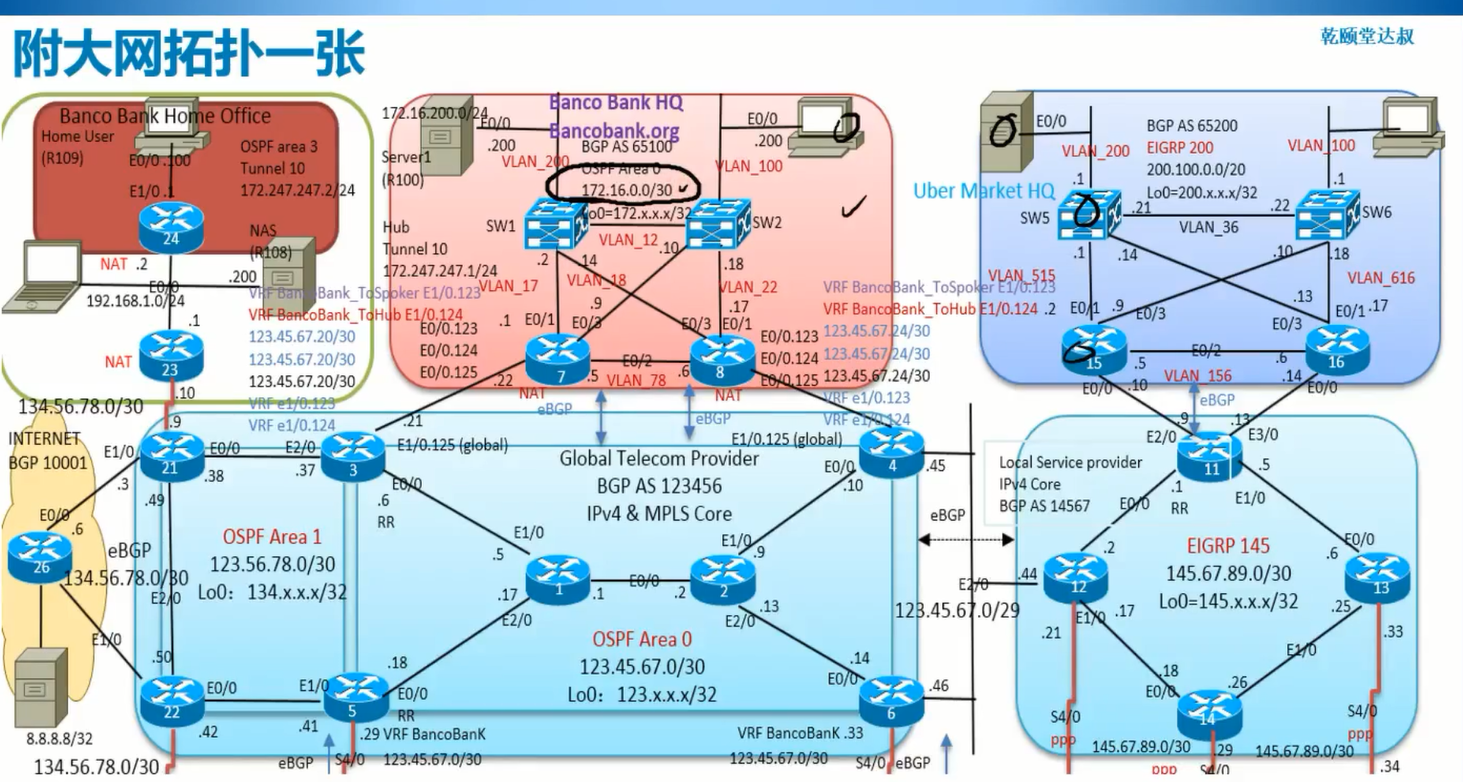 附大网拓扑一张
乾颐堂达叔
Banco Bank Home Office
Home User
(R109)
E0/0 .100
E1/0 .1
24
OSPF area 3
Tunnel 10
172.247.247.2/24
NAS
(R108)
NAT .2
E0/0
.200
192.168.1.0/24
.1
NAT
23
.10
VRF BancoBank_ToSpoker E1/0.123
VRF BancoBank_ToHub E1/0.124
123.45.67.20/30
123.45.67.20/30
123.45.67.20/30
VRF e1/0.123
VRF e1/0.124
134.56.78.0/30
.9
172.16.200.0/24
E0/0
.200
VLAN_200
Server1
(R100)
Banco Bank HQ
Bancobank.org
BGP AS 65100
OSPF Area 0
172.16.0.0/30
Lo0=172.x.x.x/32
E0/0
.200
VLAN_100
SW1
SW2
VLAN_12
Hub
Tunnel 10
172.247.247.1/24
.2
.14
.10
.18
VLAN_17
VLAN_18
VLAN_22
.9
.17
.1
E0/1
E0/3
E0/3
E0/1
E0/0.123
E0/0.124
E0/0.125
7
E0/2
8
.5
VLAN_78
.6
E0/0.123
E0/0.124
E0/0.125
.22
NAT
NAT
eBGP
eBGP
VRF BancoBank_ToSpoker E1/0.123
VRF BancoBank_ToHub E1/0.124
123.45.67.24/30
123.45.67.24/30
123.45.67.24/30
VRF e1/0.123
VRF e1/0.124
E0/0
VLAN_200
BGP AS 65200
EIGRP 200
200.100.0.0/20
Lo0=200.x.x.x/32
VLAN_100
Uber Market HQ
.1
.1
SW5
.21
.22
SW6
VLAN_36
.1
.14
.10
.18
VLAN_515
VLAN_616
.2
E0/1
.9
E0/3
.13
E0/3
E0/1
.17
15
.5
E0/2
.6
16
VLAN_156
.10
.14
E0/0
E0/0
eBGP
INTERNET
BGP 10001
E1/0
.3
21
E0/0
.38
.49
E2/0
.37
3
.21
E1/0.125 (global)
E0/0
.6
RR
Global Telecom Provider
BGP AS 123456
IPv4 & MPLS Core
E1/0.125 (global)
4
E0/0
.10
.45
eBGP
E0/0
.6
26
eBGP
134.56.78.0/30
E2/0
E1/0
.50
8.8.8.8/32
134.56.78.0/30
OSPF Area 1
123.56.78.0/30
Lo0：134.x.x.x/32
E1/0
.5
1
E0/0
.1
.2
2
E1/0
.9
.17
E2/0
.13
E2/0
OSPF Area 0
123.45.67.0/30
Lo0：123.x.x.x/32
22
E0/0
.42
E1/0
.41
5
.18
E0/0
RR
.29
VRF BancoBanK
123.45.67.0/30
eBGP
S4/0
.14
E0/0
6
.46
VRF BancoBanK .33
123.45.67.0/30
S4/0
eBGP
123.45.67.0/29
Local Service provider
IPv4 Core
BGP AS 14567
.9
.13
E2/0
E3/0
11
.1
RR
.5
E0/0
E1/0
E2/0
.44
.2
12
EIGRP 145
145.67.89.0/30
Lo0=145.x.x.x/32
E0/0
.6
13
.21
E1/0
.17
.25
.33
E1/0
.18
E0/0
.26
14
S4/0
ppp
145.67.89.0/30
.29
145.67.89.0/30
S4/0
ppp
S4/0
ppp
.34